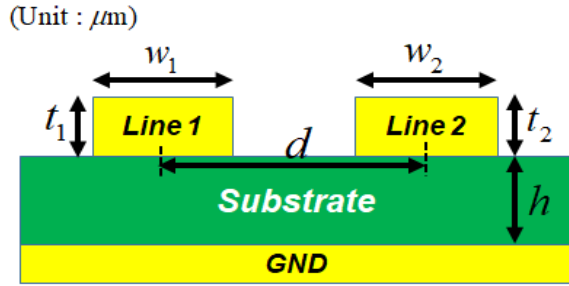 (Unit : μm)
w₁ w₂
t₁ Line 1 d Line 2 t₂
Substrate h
GND